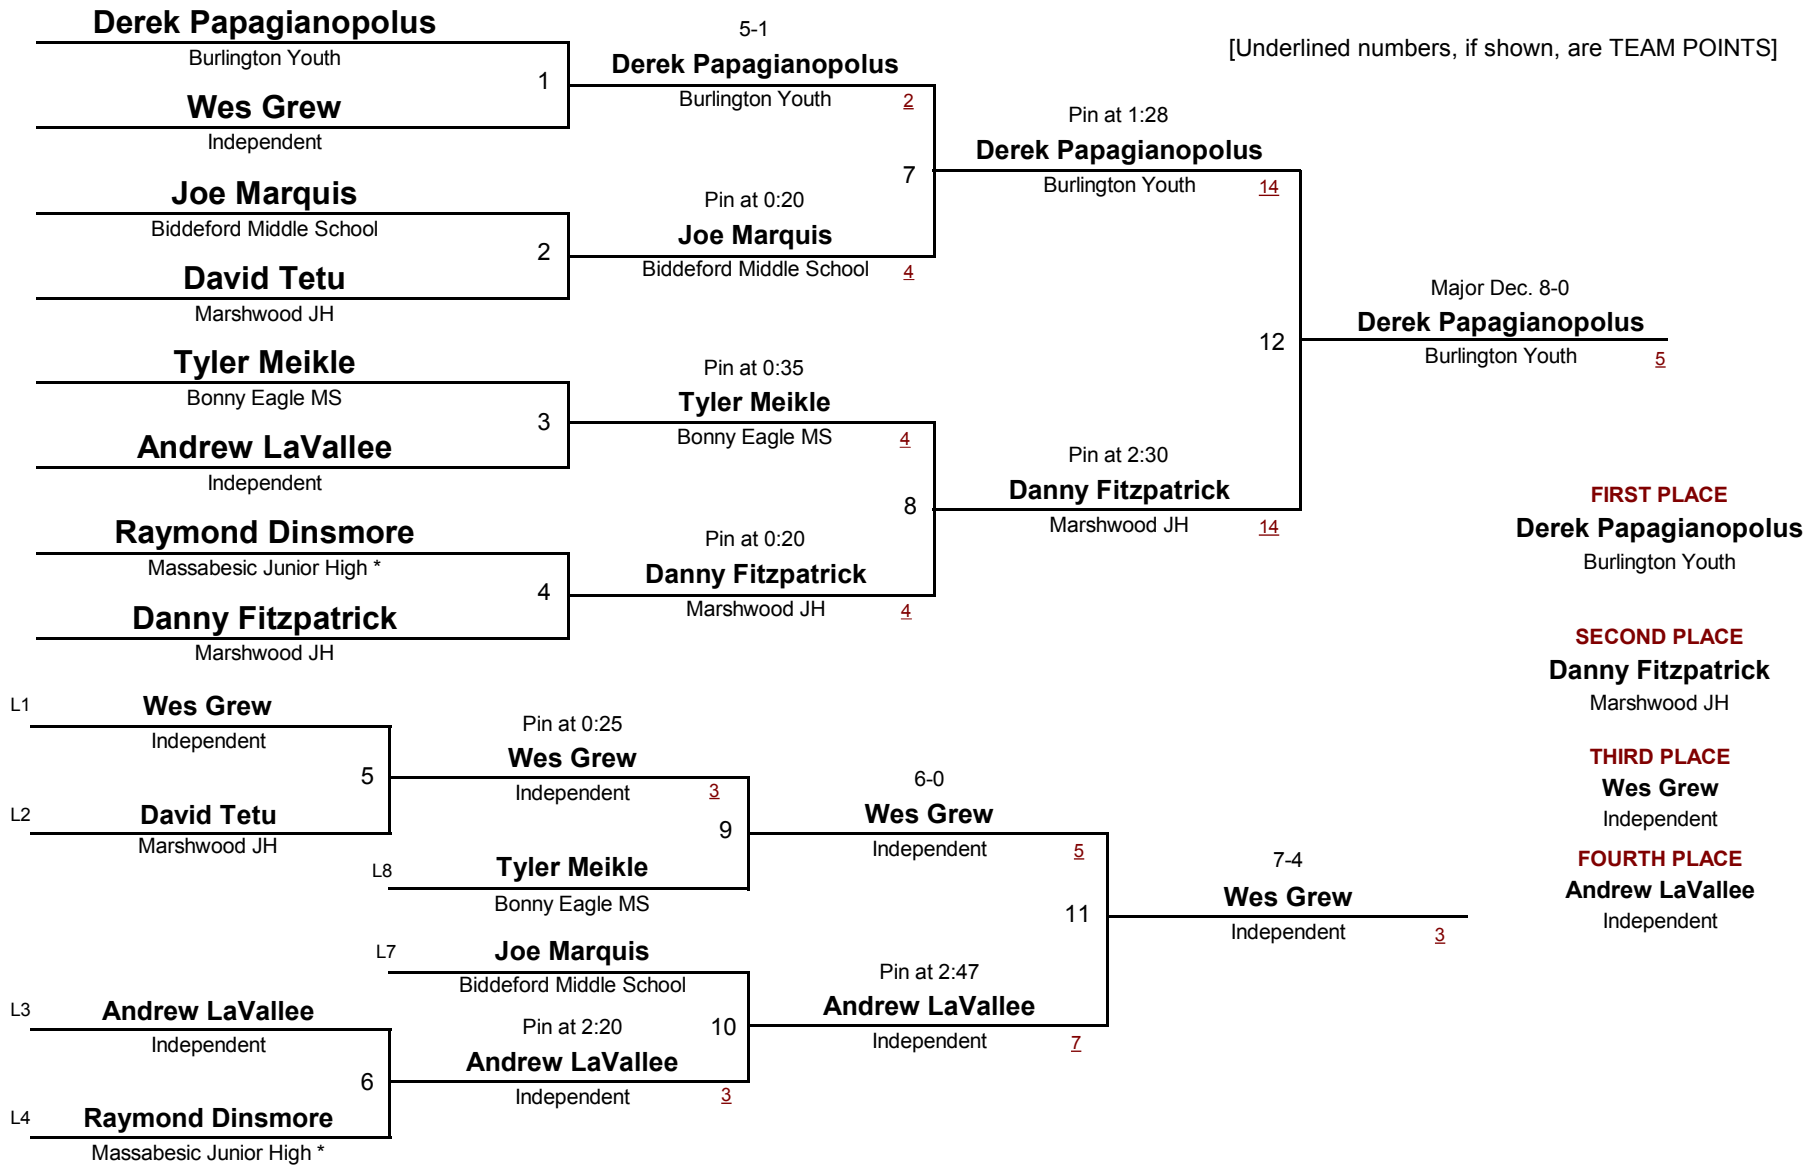 Derek Papagianopolus
Burlington Youth
1
Wes Grew
Independent
Joe Marquis
Biddeford Middle School
2
David Tetu
Marshwood JH
Tyler Meikle
Bonny Eagle MS
3
Andrew LaVallee
Independent
Raymond Dinsmore
Massabesic Junior High *
4
Danny Fitzpatrick
Marshwood JH
5-1
Derek Papagianopolus
Burlington Youth 2
7
Pin at 0:20
Joe Marquis
Biddeford Middle School 4
Pin at 0:35
Tyler Meikle
Bonny Eagle MS 4
8
Pin at 0:20
Danny Fitzpatrick
Marshwood JH 4
Pin at 1:28
Derek Papagianopolus
Burlington Youth 14
12
Pin at 2:30
Danny Fitzpatrick
Marshwood JH 14
[Underlined numbers, if shown, are TEAM POINTS]
Major Dec. 8-0
Derek Papagianopolus
Burlington Youth 5
FIRST PLACE
Derek Papagianopolus
Burlington Youth
SECOND PLACE
Danny Fitzpatrick
Marshwood JH
THIRD PLACE
Wes Grew
Independent
FOURTH PLACE
Andrew LaVallee
Independent
L1 Wes Grew
Independent
5
L2 David Tetu
Marshwood JH
L3 Andrew LaVallee
Independent
6
L4 Raymond Dinsmore
Massabesic Junior High *
Pin at 0:25
Wes Grew
Independent 3
9
L8 Tyler Meikle
Bonny Eagle MS
L7 Joe Marquis
Biddeford Middle School
10
Pin at 2:20
Andrew LaVallee
Independent 3
6-0
Wes Grew
Independent 5
11
Pin at 2:47
Andrew LaVallee
Independent 7
7-4
Wes Grew
Independent 3